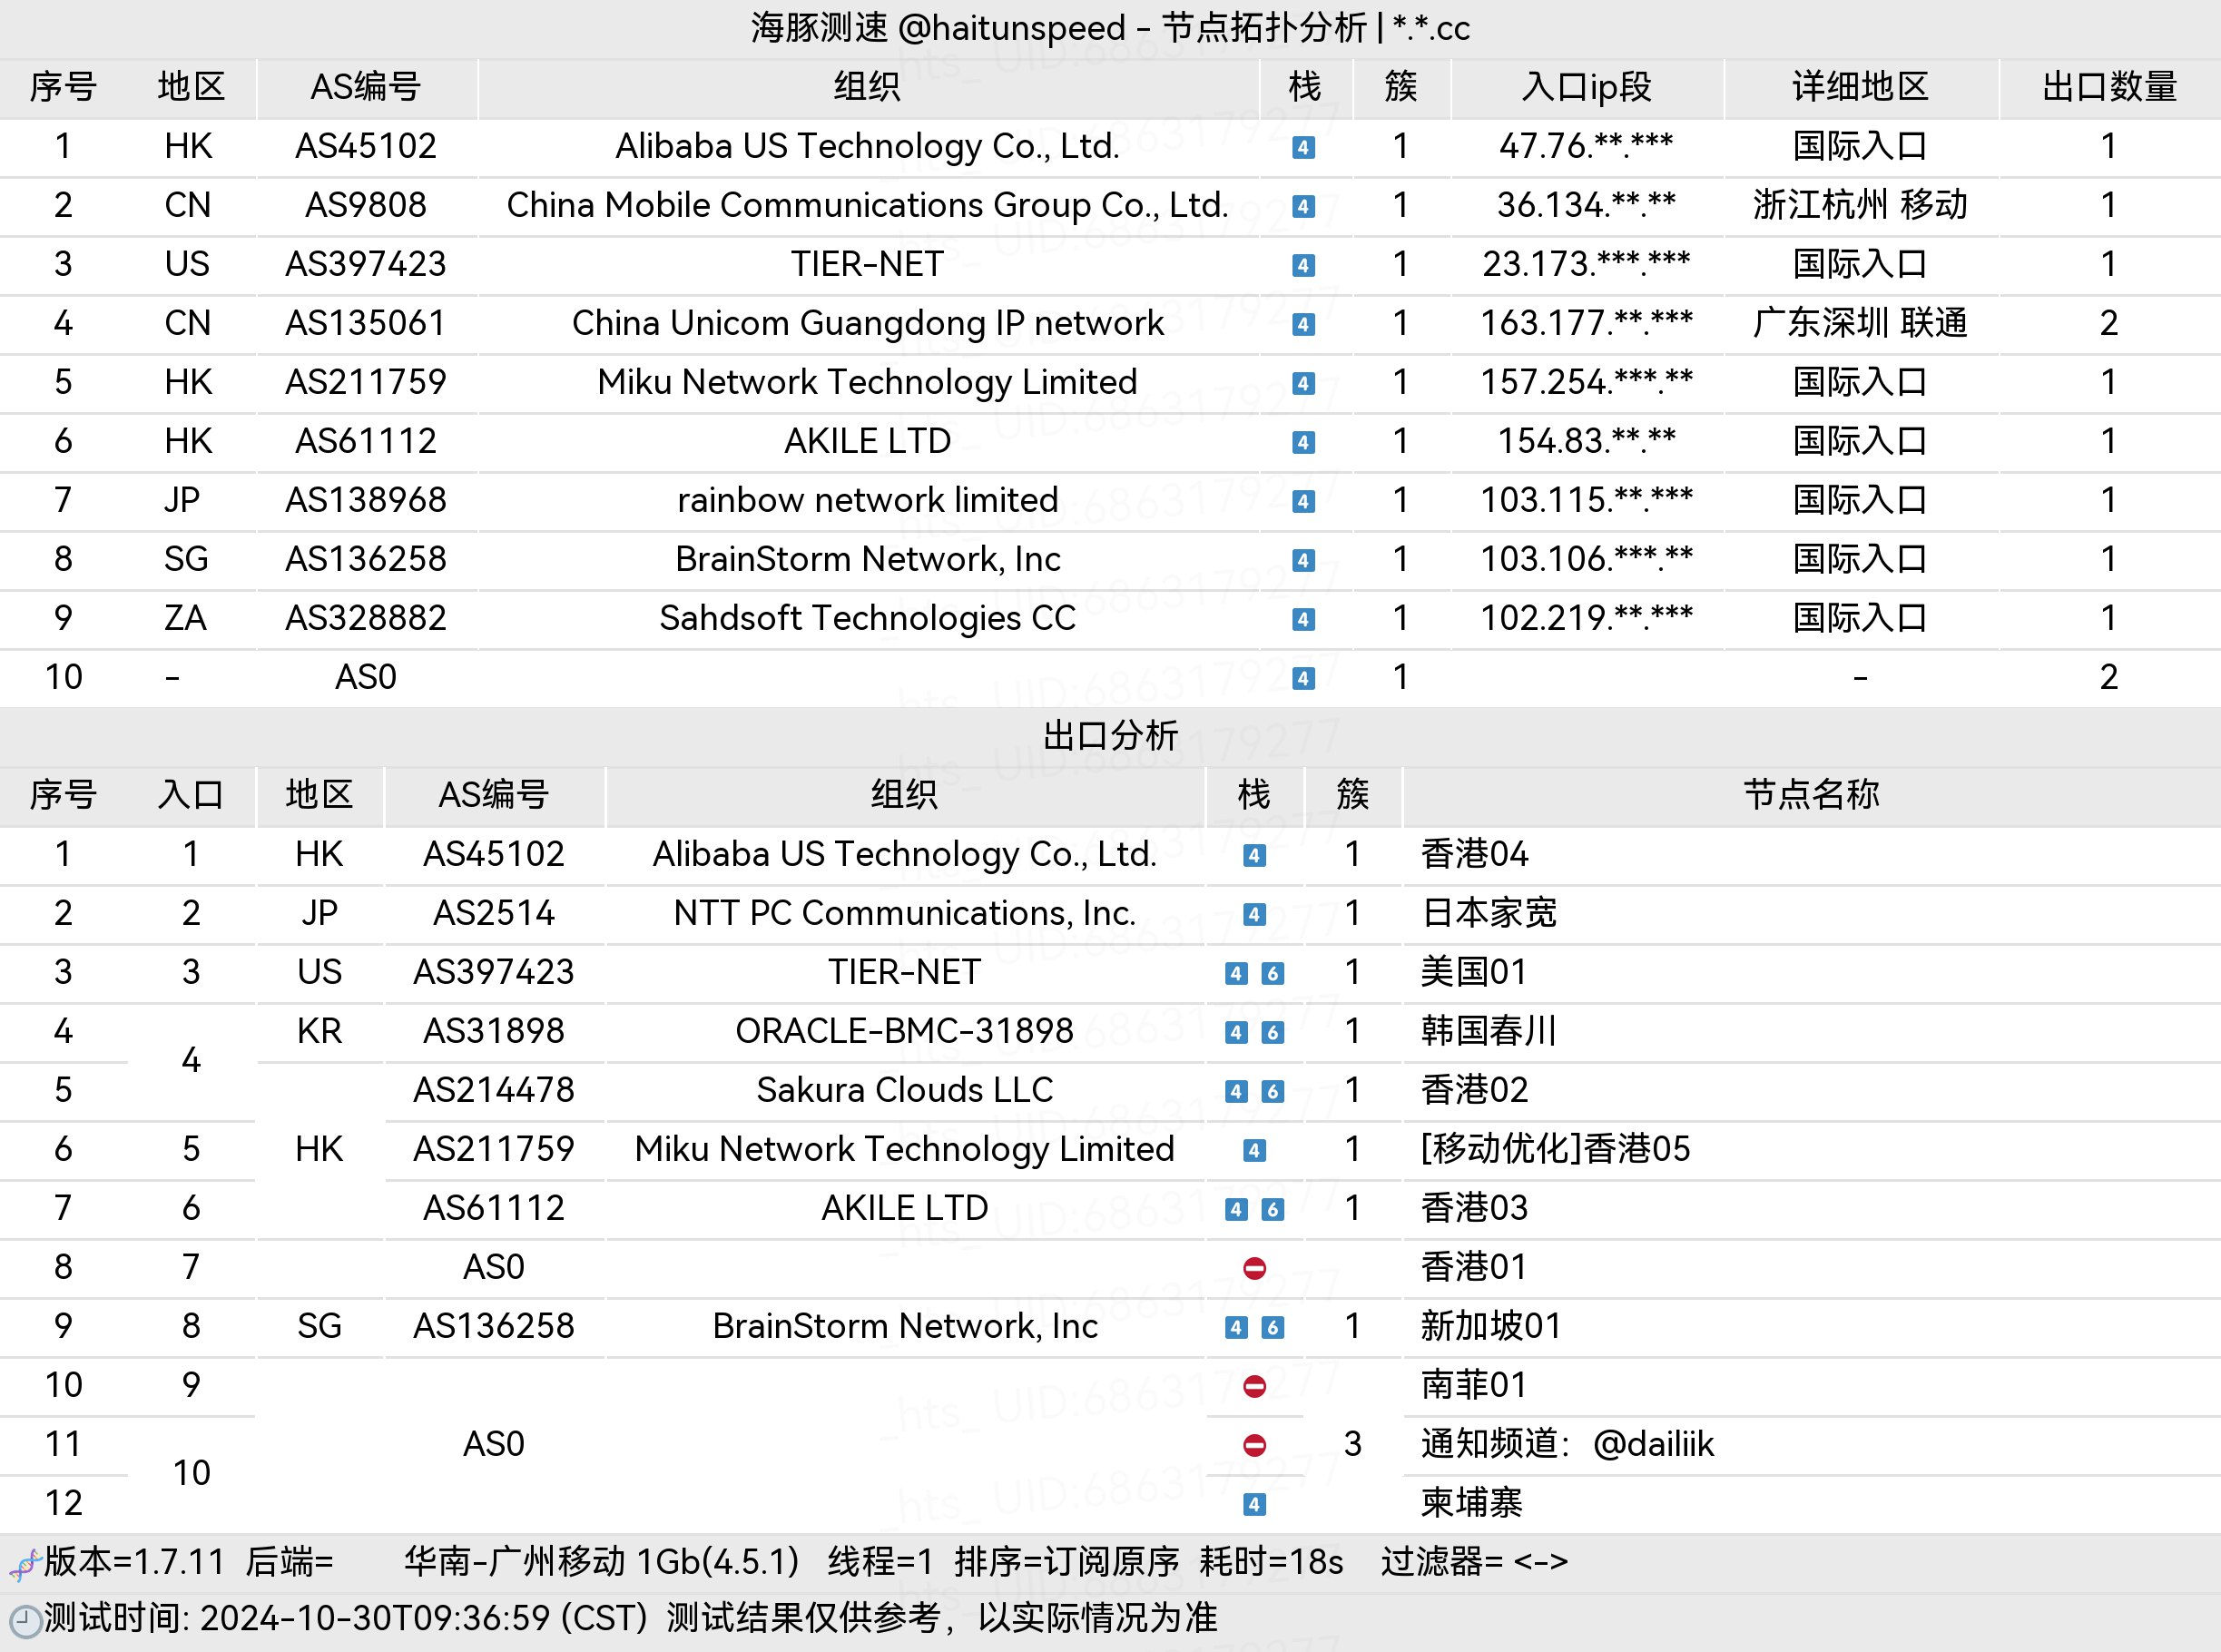 海豚测速 @haitunspeed - 节点拓扑分析 | *.*.cc
序号 地区 AS编号 组织 栈 簇 入口ip段 详细地区 出口数量
1 HK AS45102 Alibaba US Technology Co., Ltd. 4 1 47.76.**.*** 国际入口 1
2 CN AS9808 China Mobile Communications Group Co., Ltd. 4 1 36.134.**.** 浙江杭州 移动 1
3 US AS397423 TIER-NET 4 1 23.173.***.*** 国际入口 1
4 CN AS135061 China Unicom Guangdong IP network 4 1 163.177.**.*** 广东深圳 联通 2
5 HK AS211759 Miku Network Technology Limited 4 1 157.254.***.** 国际入口 1
6 HK AS61112 AKILE LTD 4 1 154.83.**.** 国际入口 1
7 JP AS138968 rainbow network limited 4 1 103.115.**.*** 国际入口 1
8 SG AS136258 BrainStorm Network, Inc 4 1 103.106.***.** 国际入口 1
9 ZA AS328882 Sahdsoft Technologies CC 4 1 102.219.**.*** 国际入口 1
10 - AS0 4 1 - 2
出口分析
序号 入口 地区 AS编号 组织 栈 簇 节点名称
1 1 HK AS45102 Alibaba US Technology Co., Ltd. 4 1 香港04
2 2 JP AS2514 NTT PC Communications, Inc. 4 1 日本家宽
3 3 US AS397423 TIER-NET 4 6 1 美国01
4 4 KR AS31898 ORACLE-BMC-31898 4 6 1 韩国春川
5 AS214478 Sakura Clouds LLC 4 6 1 香港02
6 5 HK AS211759 Miku Network Technology Limited 4 1 [移动优化]香港05
7 6 AS61112 AKILE LTD 4 6 1 香港03
8 7 AS0 香港01
9 8 SG AS136258 BrainStorm Network, Inc 4 6 1 新加坡01
10 9 南菲01
11 10 AS0 3 通知频道：@dailiik
12 4 柬埔寨
版本=1.7.11 后端= 华南-广州移动 1Gb(4.5.1) 线程=1 排序=订阅原序 耗时=18s 过滤器= <->
测试时间: 2024-10-30T09:36:59 (CST) 测试结果仅供参考，以实际情况为准
_hts_ UID:6863179277